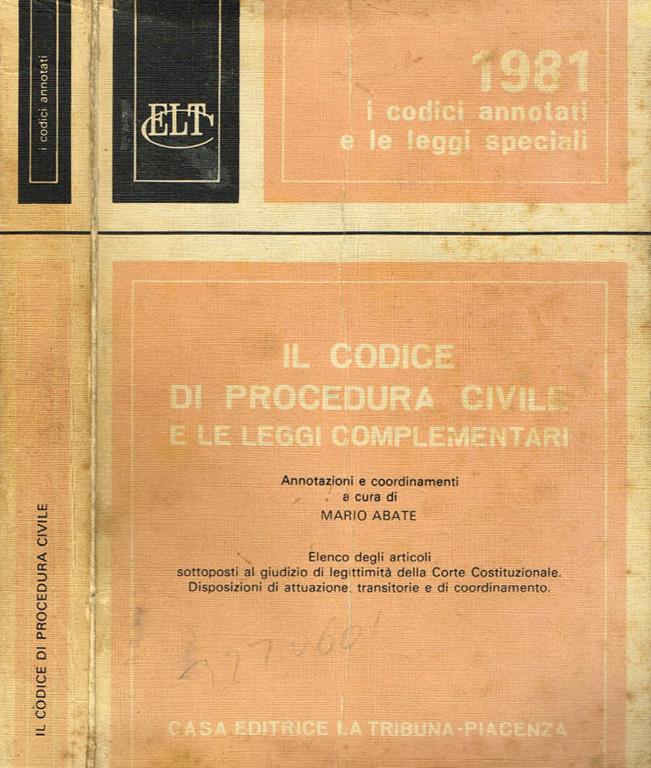 i codici annotati
IL CODICE DI PROCEDURA CIVILE
ELT
1981
i codici annotati
e le leggi speciali
IL CODICE
DI PROCEDURA CIVILE
E LE LEGGI COMPLEMENTARI
Annotazioni e coordinamenti
a cura di
MARIO ABATE
Elenco degli articoli
sottoposti al giudizio di legittimità della Corte Costituzionale.
Disposizioni di attuazione, transitorie e di coordinamento.
CASA EDITRICE LA TRIBUNA-PIACENZA